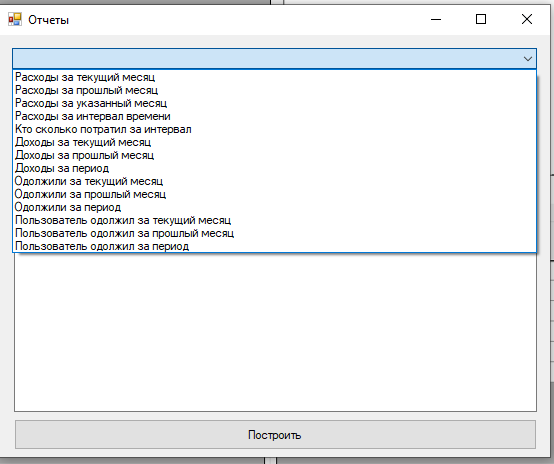 Отчеты
Расходы за текущий месяц
Расходы за прошлый месяц
Расходы за указанный месяц
Расходы за интервал времени
Кто сколько потратил за интервал
Доходы за текущий месяц
Доходы за прошлый месяц
Доходы за период
Одолжили за текущий месяц
Одолжили за прошлый месяц
Одолжили за период
Пользователь одолжил за текущий месяц
Пользователь одолжил за прошлый месяц
Пользователь одолжил за период
Построить